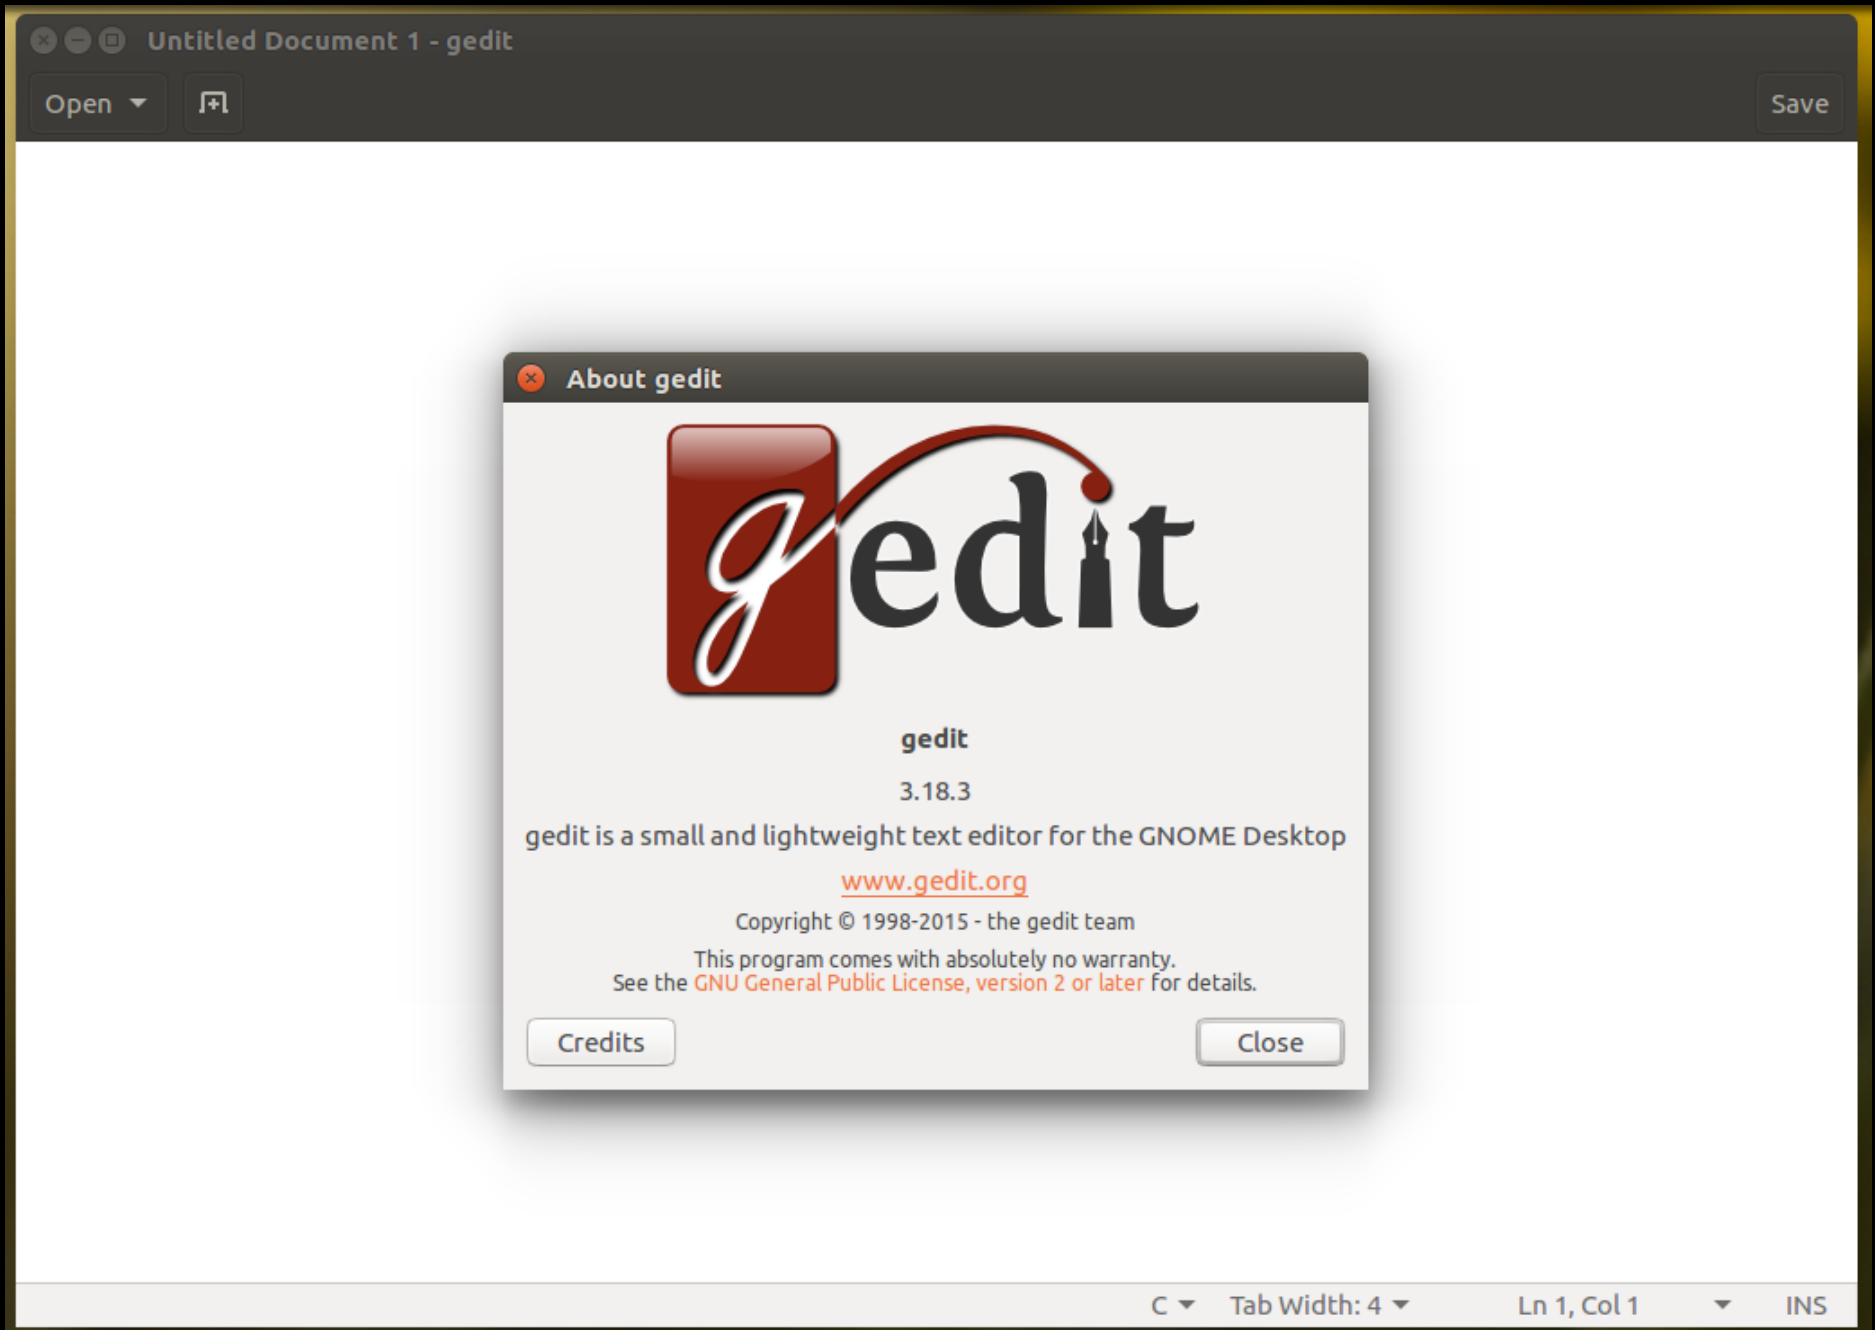 Untitled Document 1 - gedit
Open
Save
About gedit
gedit
gedit
3.18.3
gedit is a small and lightweight text editor for the GNOME Desktop
www.gedit.org
Copyright © 1998-2015 - the gedit team
This program comes with absolutely no warranty.
See the GNU General Public License, version 2 or later for details.
Credits
Close
C
Tab Width: 4
Ln 1, Col 1
INS